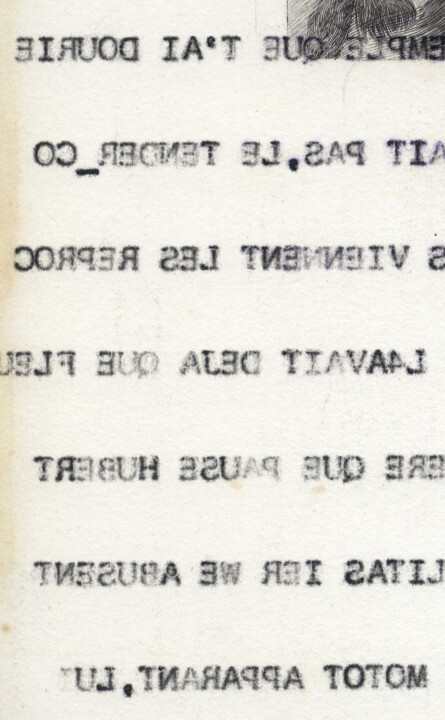 EMPLE QUE T'AI DOURIE
AIT PAS,LE TENDER_CO
S VIENNENT LES REPROC
L4AVAIT DEJA QUE FLEU
ERE QUE PAUSE HUBERT
LITAS IER WE ABUSENT
MOTOT APPARANT,LUI